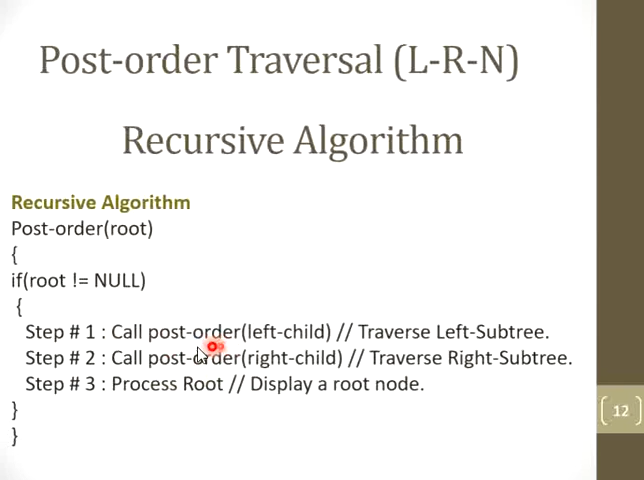 Post-order Traversal (L-R-N)
Recursive Algorithm
Recursive Algorithm
Post-order(root)
{
if(root != NULL)
{
Step # 1 : Call post-order(left-child) // Traverse Left-Subtree.
Step # 2 : Call post-order(right-child) // Traverse Right-Subtree.
Step # 3 : Process Root // Display a root node.
}
}
12